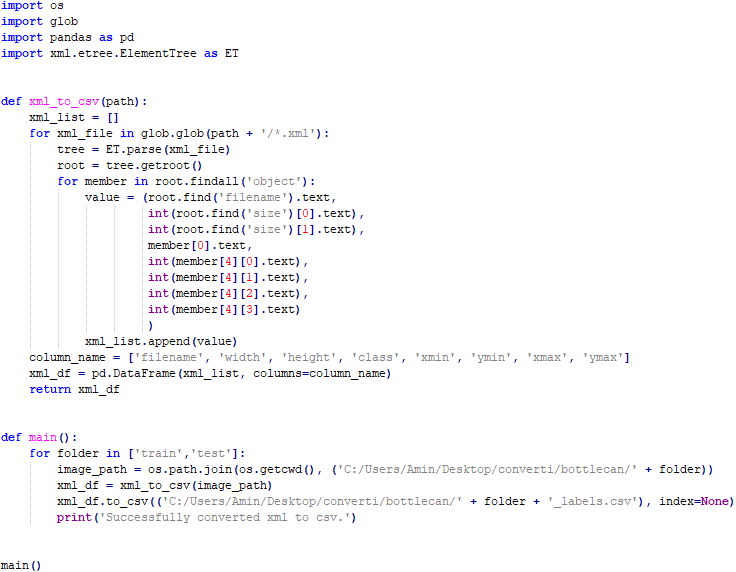 import os
import glob
import pandas as pd
import xml.etree.ElementTree as ET
def xml_to_csv(path):
    xml_list = []
    for xml_file in glob.glob(path + '/*.xml'):
        tree = ET.parse(xml_file)
        root = tree.getroot()
        for member in root.findall('object'):
            value = (root.find('filename').text,
                     int(root.find('size')[0].text),
                     int(root.find('size')[1].text),
                     member[0].text,
                     int(member[4][0].text),
                     int(member[4][1].text),
                     int(member[4][2].text),
                     int(member[4][3].text)
                     )
            xml_list.append(value)
    column_name = ['filename', 'width', 'height', 'class', 'xmin', 'ymin', 'xmax', 'ymax']
    xml_df = pd.DataFrame(xml_list, columns=column_name)
    return xml_df
def main():
    for folder in ['train','test']:
        image_path = os.path.join(os.getcwd(), ('C:/Users/Amin/Desktop/converti/bottlecan/' + folder))
        xml_df = xml_to_csv(image_path)
        xml_df.to_csv(('C:/Users/Amin/Desktop/converti/bottlecan/' + folder + '_labels.csv'), index=None)
        print('Successfully converted xml to csv.')
main()